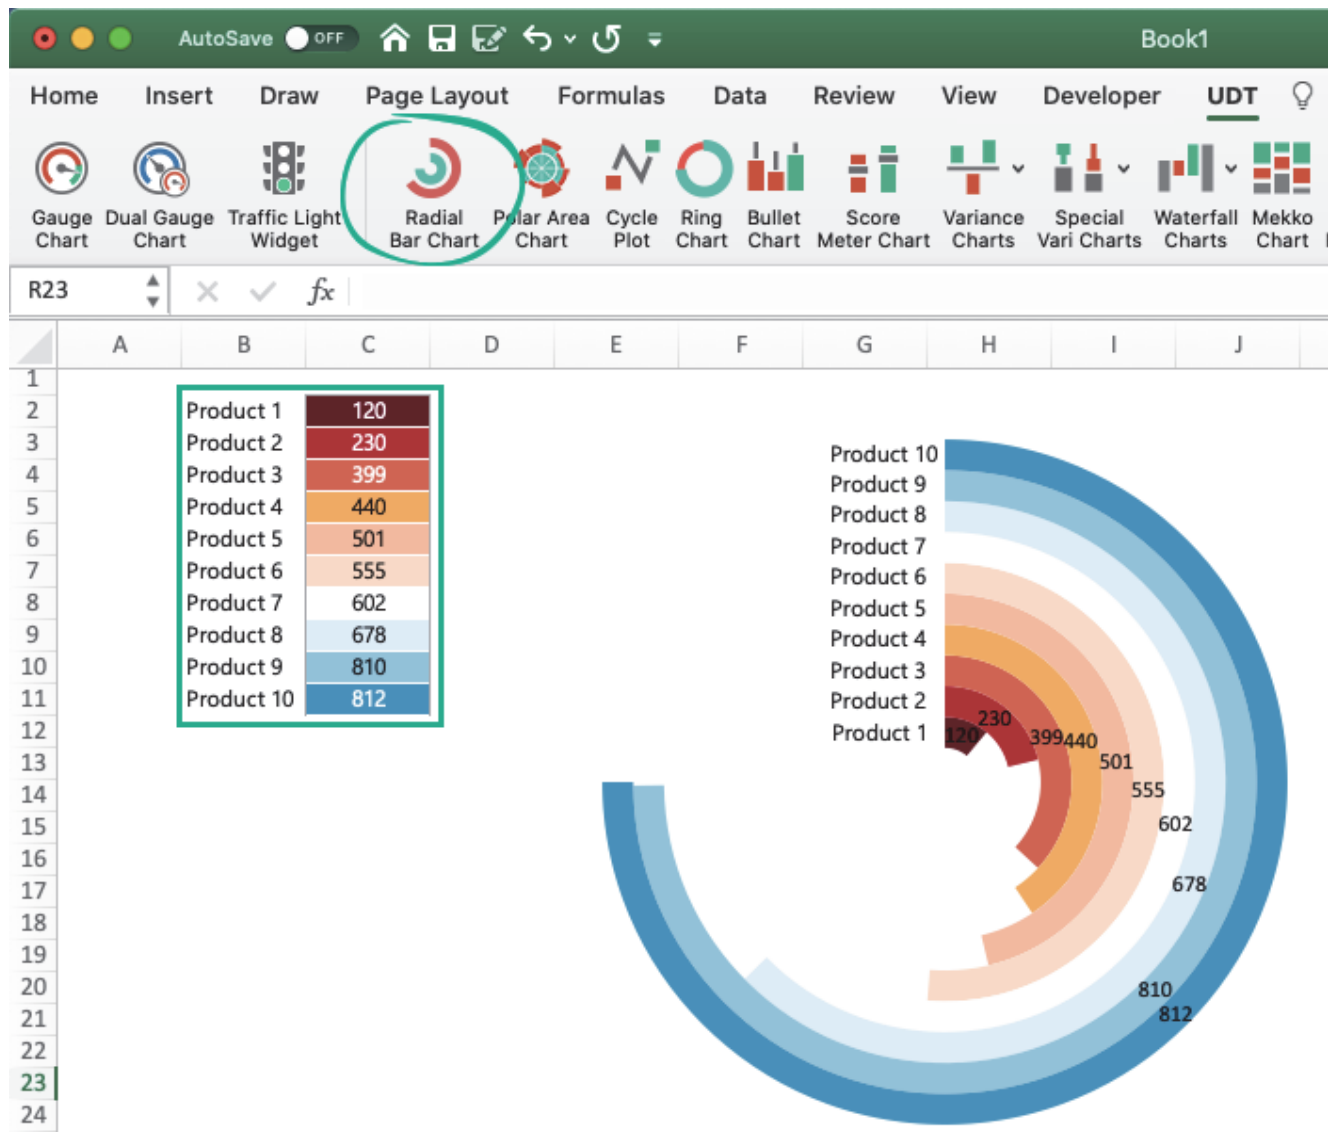 AutoSave OFF Book1
Home Insert Draw Page Layout Formulas Data Review View Developer UDT
Gauge Dual Gauge Traffic Light Radial Polar Area Cycle Ring Bullet Score Variance Special Waterfall Mekko
Chart Chart Widget Bar Chart Chart Plot Chart Chart Meter Chart Charts Vari Charts Charts Chart
R23 fx
A B C D E F G H I J
1
2 Product 1 120
3 Product 2 230
4 Product 3 399
5 Product 4 440
6 Product 5 501
7 Product 6 555
8 Product 7 602
9 Product 8 678
10 Product 9 810
11 Product 10 812
12
13
14
15
16
17
18
19
20
21
22
23
24
Product 10
Product 9
Product 8
Product 7
Product 6
Product 5
Product 4
Product 3
Product 2
Product 1
120
230
399
440
501
555
602
678
810
812